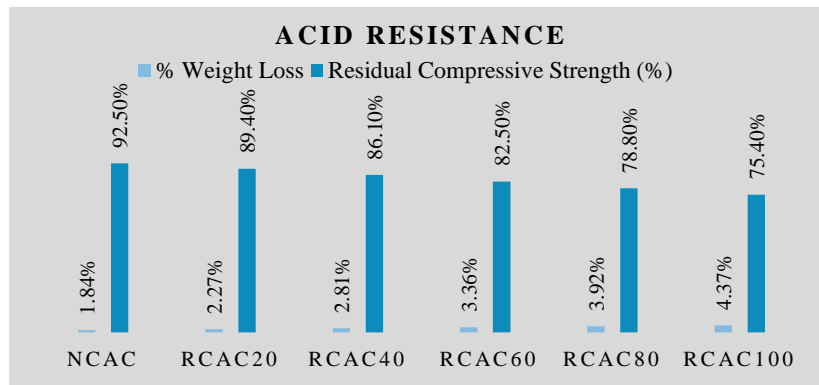 ACID RESISTANCE
% Weight Loss Residual Compressive Strength (%)
1.84% 92.50% 2.27% 89.40% 2.81% 86.10% 3.36% 82.50% 3.92% 78.80% 4.37% 75.40%
NCAC RCAC20 RCAC40 RCAC60 RCAC80 RCAC100